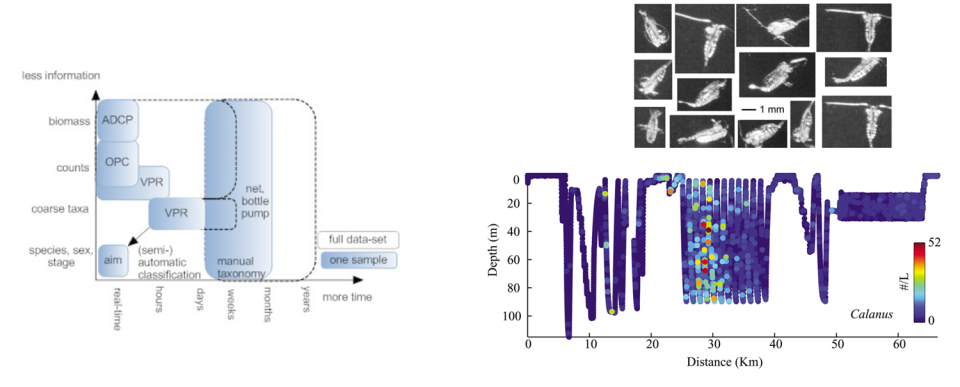 less information
biomass
counts
coarse taxa
species, sex,
stage
ADCP
OPC
VPR
VPR
aim
(semi-)
automatic
classification
net,
bottle
pump
manual
taxonomy
full data-set
one sample
real-time
hours
days
weeks
months
years
more time
1 mm
0
20
40
60
80
100
Depth (m)
0
10
20
30
40
50
60
Distance (Km)
Calanus
52
#/L
0